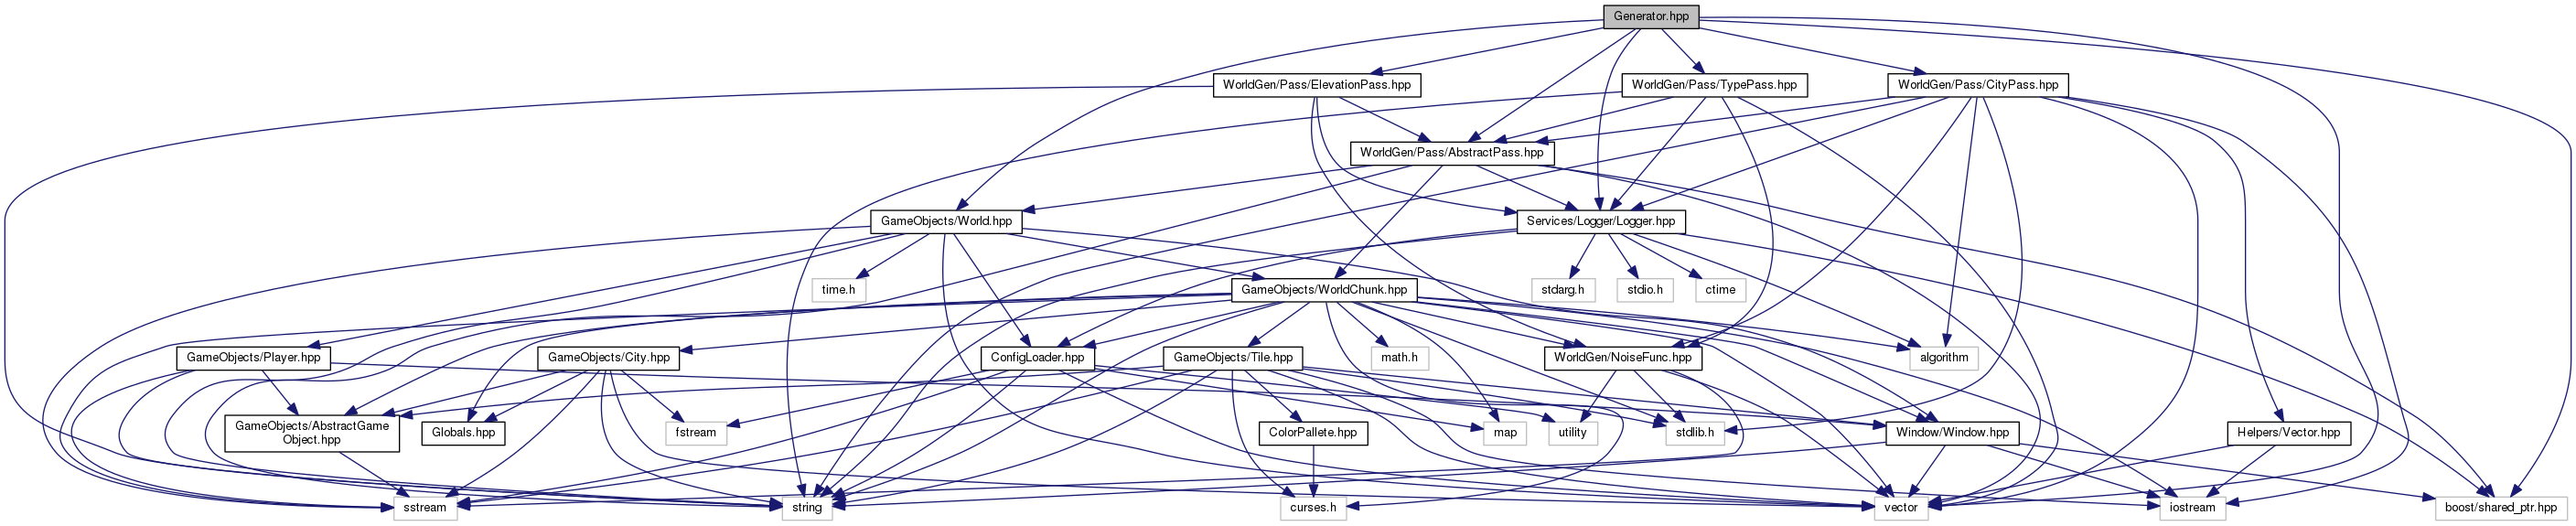 Generator.hpp
WorldGen/Pass/ElevationPass.hpp
WorldGen/Pass/TypePass.hpp
WorldGen/Pass/CityPass.hpp
WorldGen/Pass/AbstractPass.hpp
GameObjects/World.hpp
Services/Logger/Logger.hpp
time.h
GameObjects/WorldChunk.hpp
stdarg.h
stdio.h
ctime
GameObjects/Player.hpp
GameObjects/City.hpp
ConfigLoader.hpp
GameObjects/Tile.hpp
math.h
WorldGen/NoiseFunc.hpp
algorithm
GameObjects/AbstractGame
Object.hpp
Globals.hpp
fstream
ColorPallete.hpp
map
utility
stdlib.h
Window/Window.hpp
Helpers/Vector.hpp
sstream
string
curses.h
vector
iostream
boost/shared_ptr.hpp